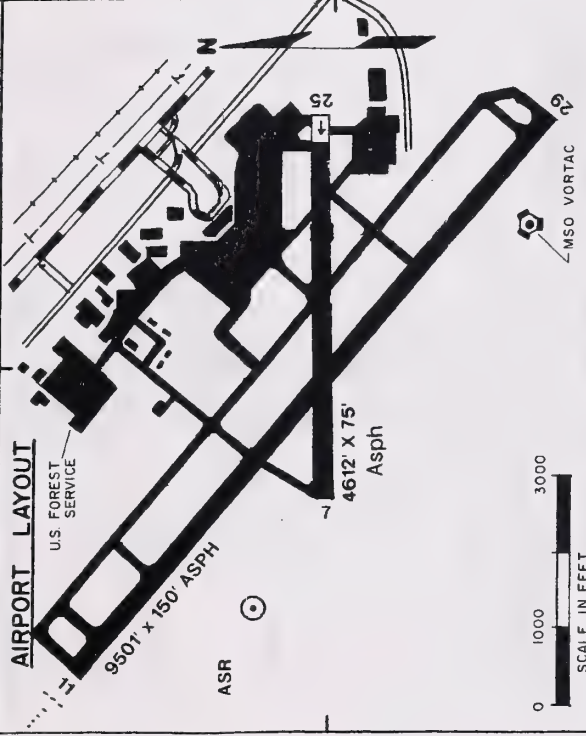 AIRPORT LAYOUT
U.S. FOREST
SERVICE
N
25
11
9501' X 150' ASPH
7
4612' X 75'
Asph
ASR
29
MSO VORTAC
0 1000 3000
SCALE IN FEET